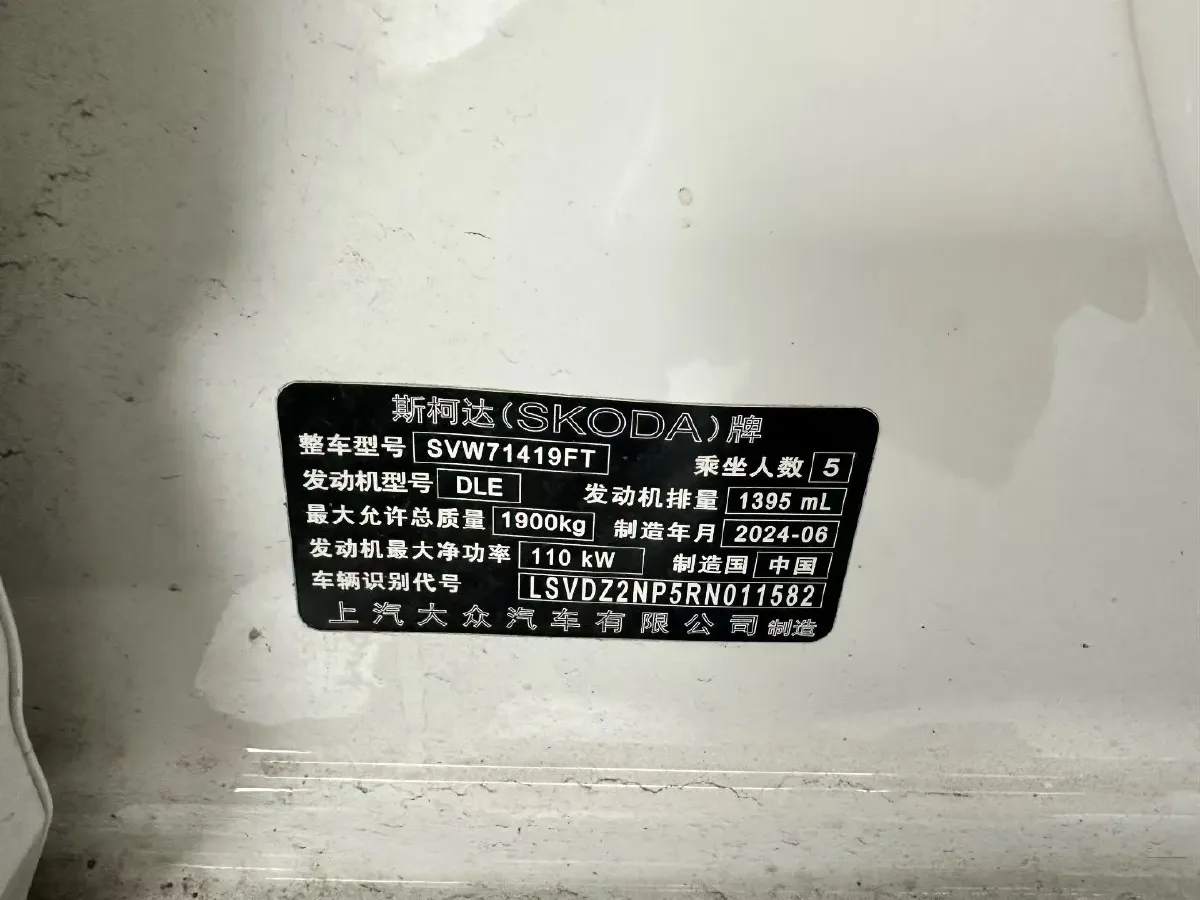 斯柯达(SKODA)牌
整车型号 SVW71419FT 乘坐人数 5
发动机型号 DLE 发动机排量 1395 mL
最大允许总质量 1900kg 制造年月 2024-06
发动机最大净功率 110 kW 制造国 中国
车辆识别代号 LSVDZ2NP5RN011582
上汽大众汽车有限公司 制造